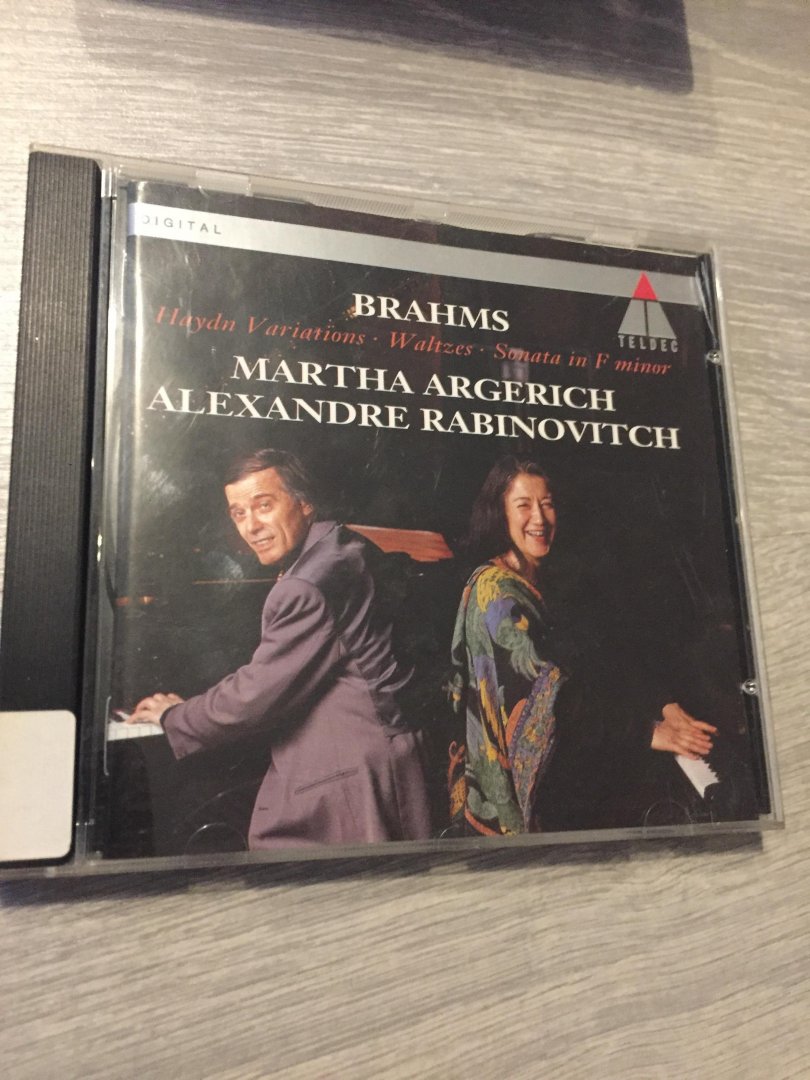 DIGITAL
BRAHMS
Haydn Variations · Waltzes · Sonata in F minor
TELDEC
MARTHA ARGERICH
ALEXANDRE RABINOVITCH